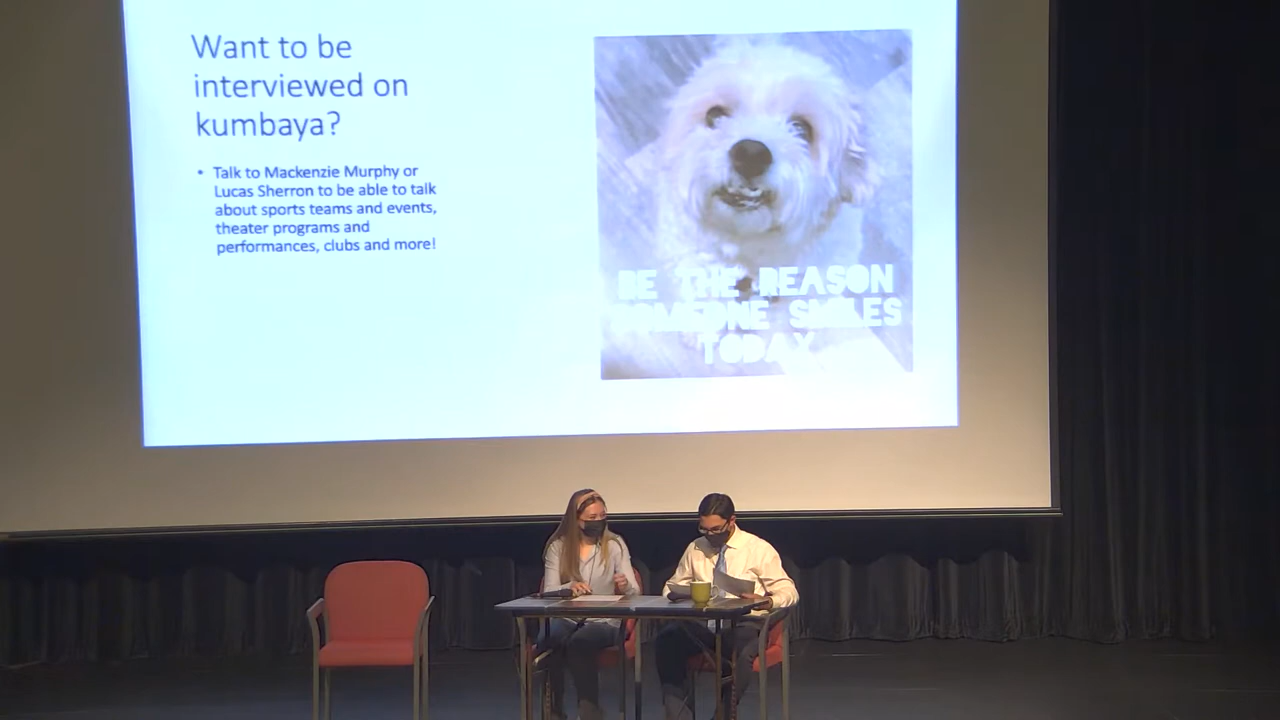 Want to be
interviewed on
kumbaya?
• Talk to Mackenzie Murphy or
Lucas Sherron to be able to talk
about sports teams and events,
theater programs and
performances, clubs and more!
BE THE REASON
SOMEONE SMILES
TODAY